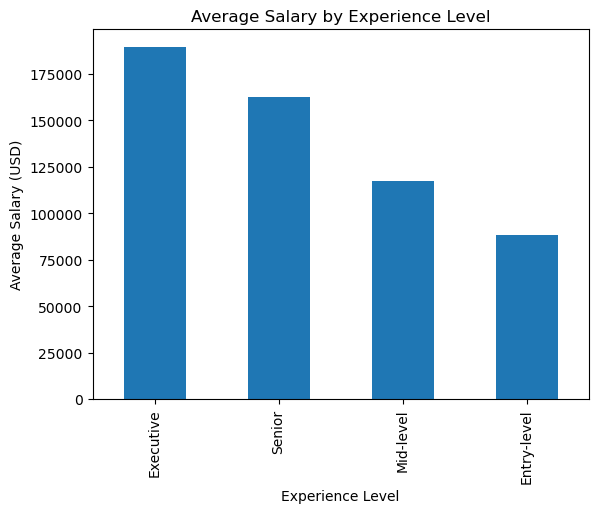 Average Salary by Experience Level
Average Salary (USD)
175000
150000
125000
100000
75000
50000
25000
0
Executive
Senior
Mid-level
Entry-level
Experience Level